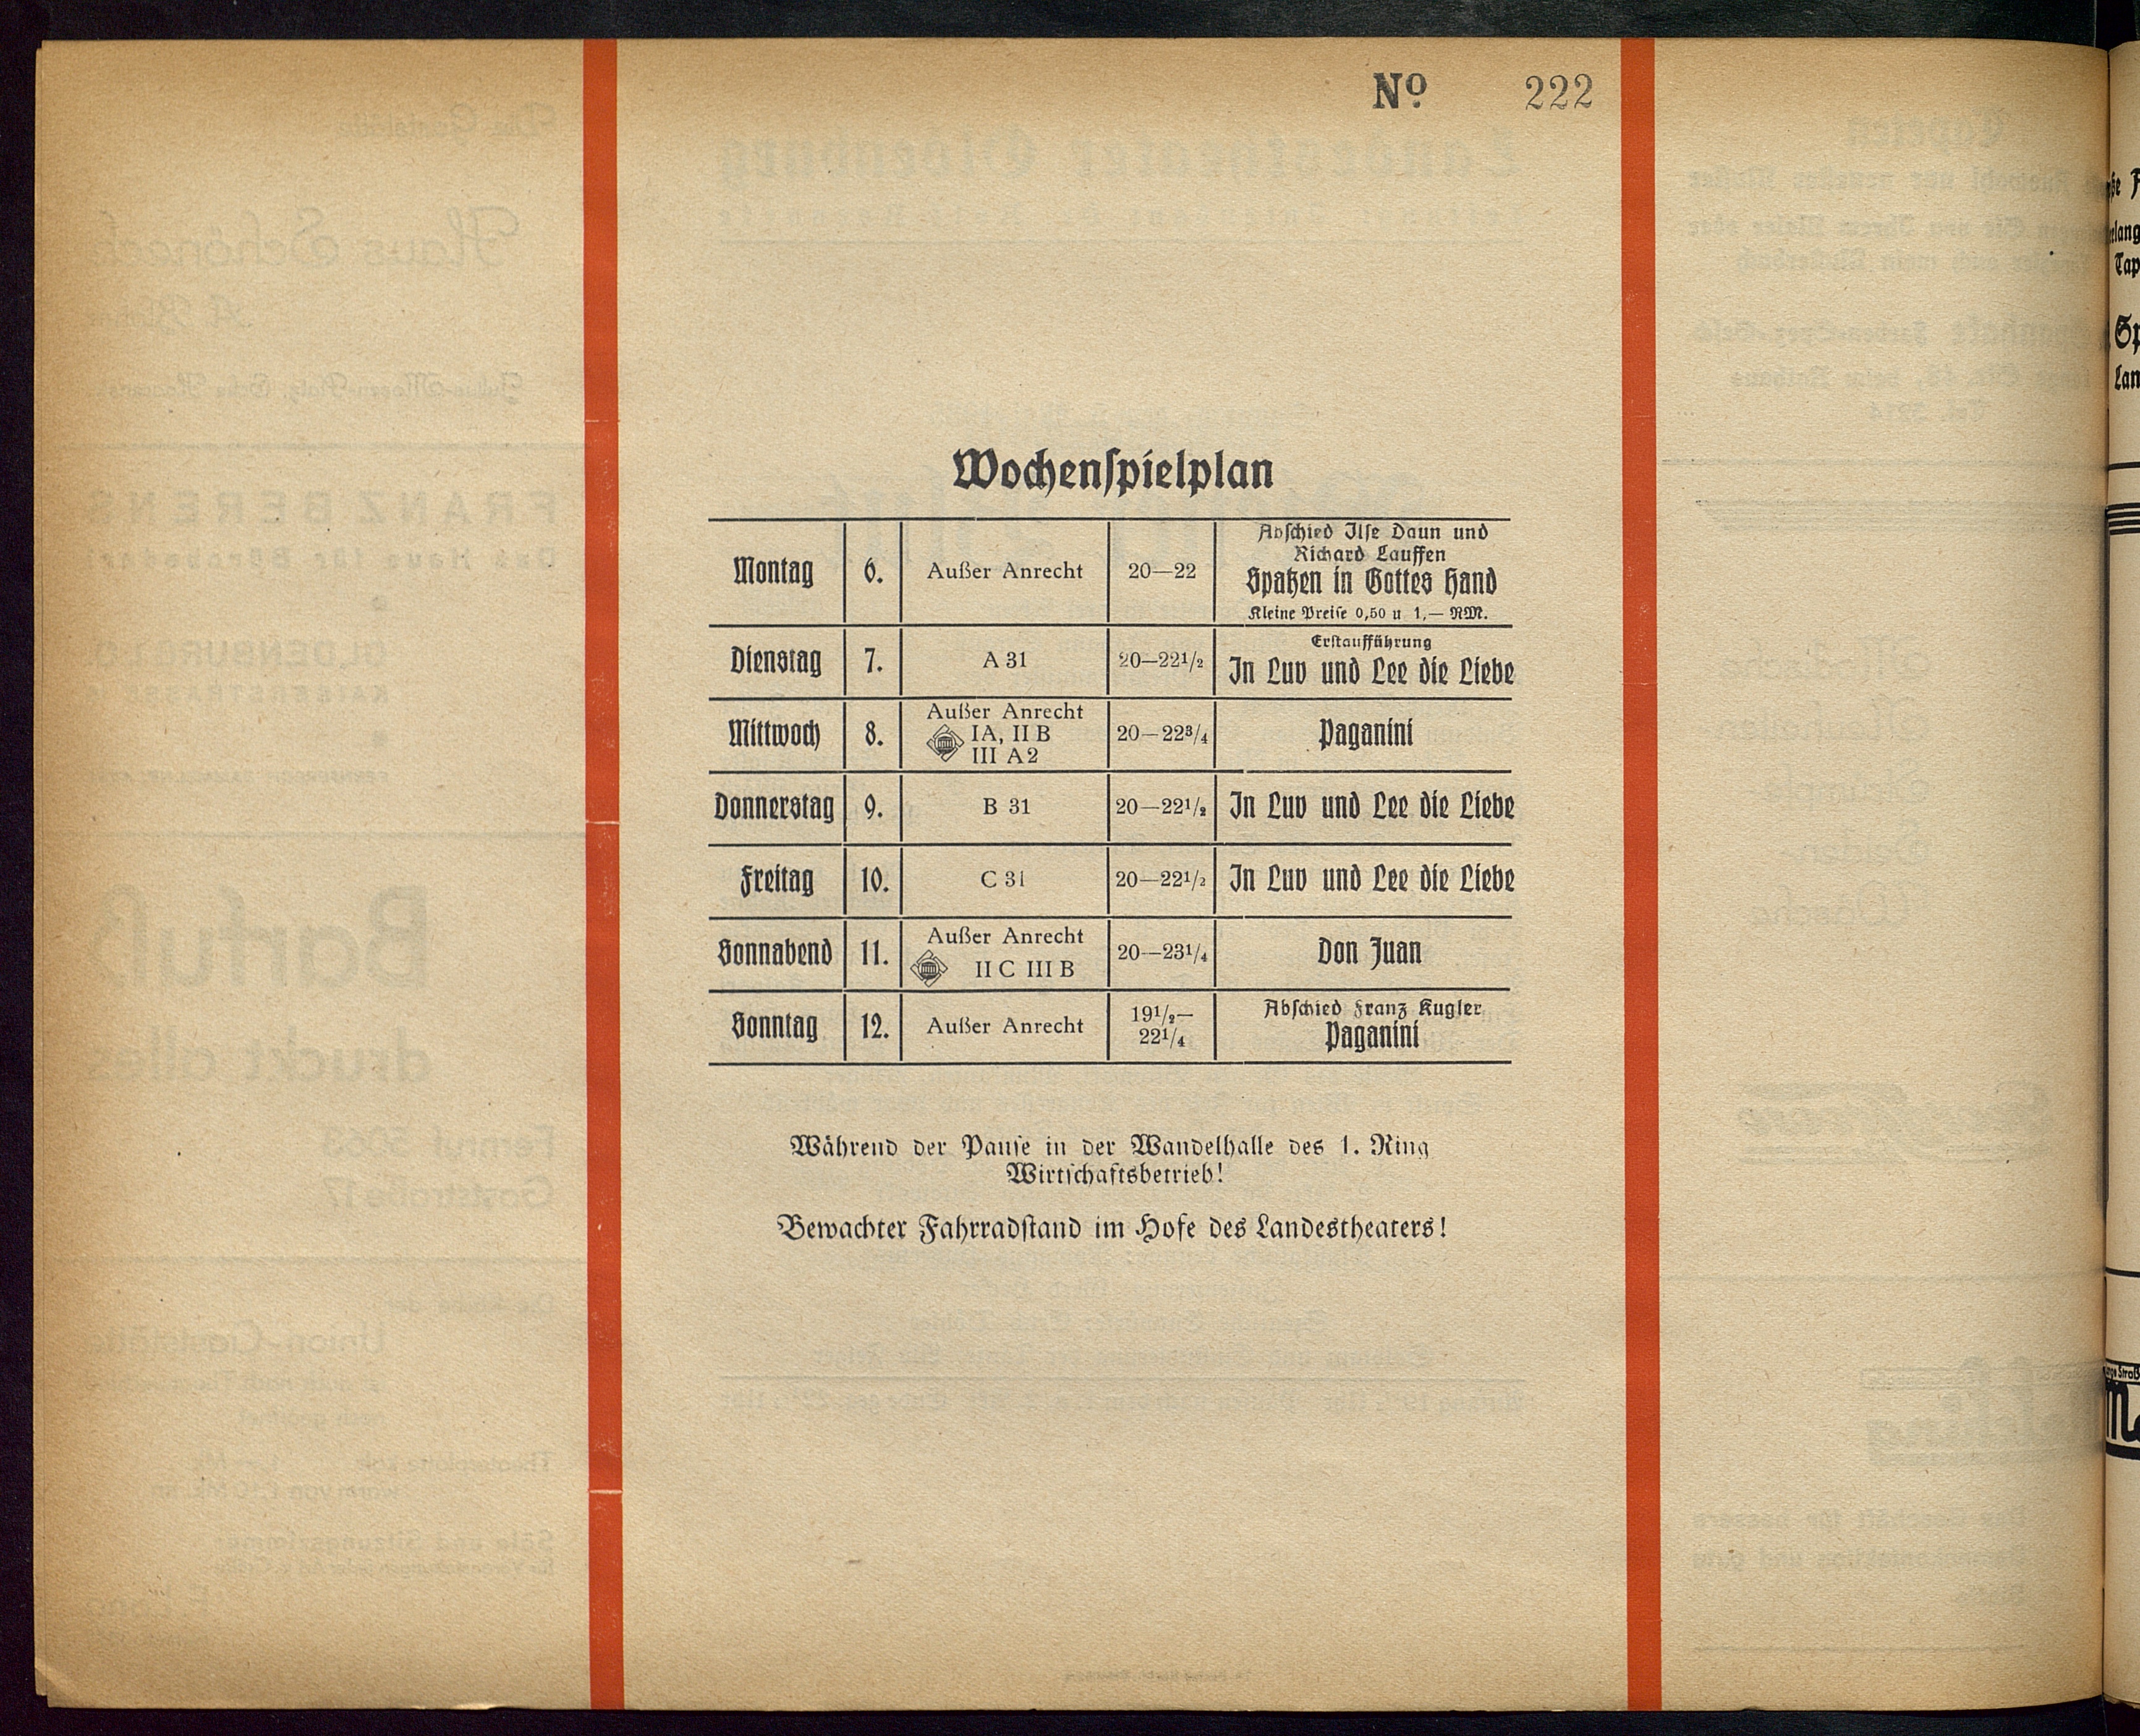 Nº 222
Wochenspielplan
Montag 6. Außer Anrecht 20—22 Abschied Ilse Daun und
Richard Lauffen
Spatzen in Gottes Hand
Kleine Preise 0,50 u 1,— RM.
Dienstag 7. A 31 20—22½ Erstaufführung
In Luv und Lee die Liebe
Mittwoch 8. Außer Anrecht
IA, II B
III A 2 20—22¾ Paganini
Donnerstag 9. B 31 20—22½ In Luv und Lee die Liebe
Freitag 10. C 31 20—22½ In Luv und Lee die Liebe
Sonnabend 11. Außer Anrecht
II C III B 20—23¼ Don Juan
Sonntag 12. Außer Anrecht 19½—
22¼ Abschied Franz Kugler
Paganini
Während der Pause in der Wandelhalle des 1. Ring
Wirtschaftsbetrieb!
Bewachter Fahrradstand im Hofe des Landestheaters!